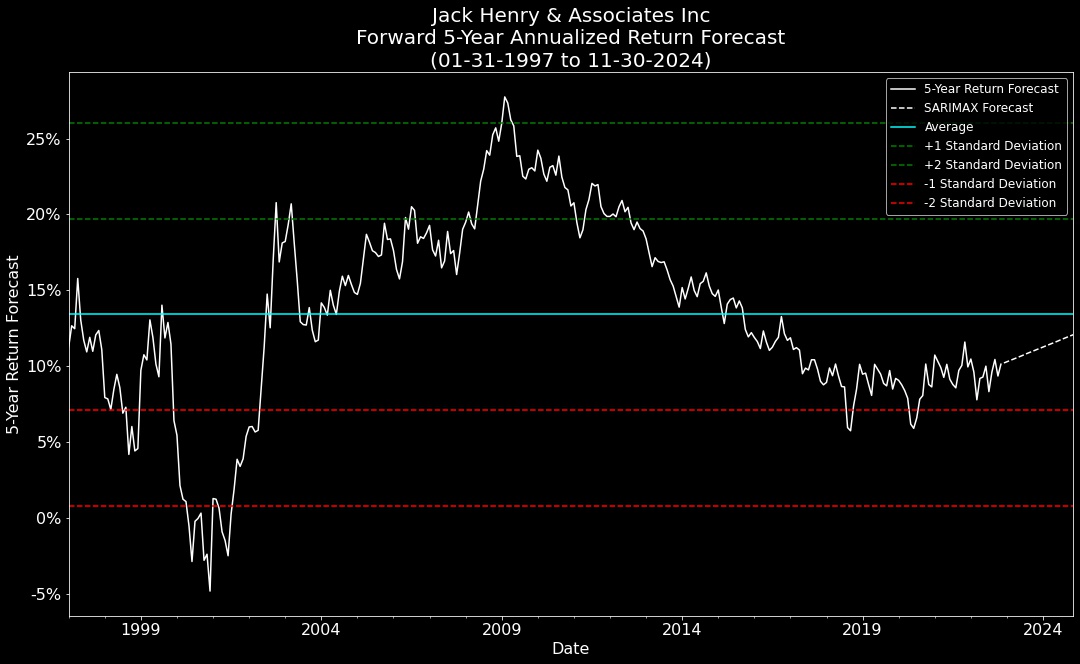 Jack Henry & Associates Inc
Forward 5-Year Annualized Return Forecast
(01-31-1997 to 11-30-2024)
5-Year Return Forecast
SARIMAX Forecast
Average
+1 Standard Deviation
+2 Standard Deviation
-1 Standard Deviation
-2 Standard Deviation
5-Year Return Forecast
25%
20%
15%
10%
5%
0%
-5%
1999 2004 2009 2014 2019 2024
Date